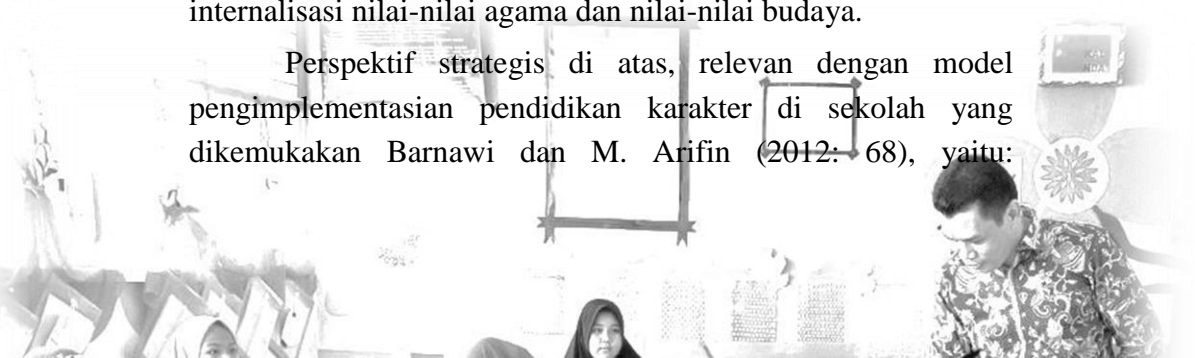 internalisasi nilai-nilai agama dan nilai-nilai budaya.
Perspektif strategis di atas, relevan dengan model
pengimplementasian pendidikan karakter di sekolah yang
dikemukakan Barnawi dan M. Arifin (2012: 68), yaitu: